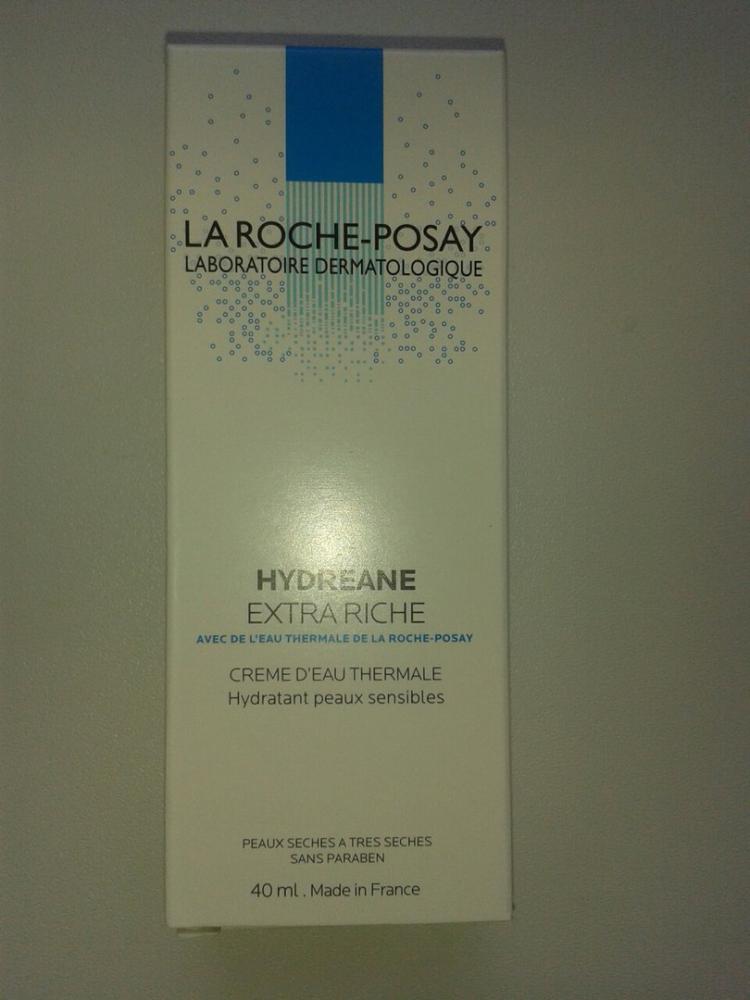 LA ROCHE-POSAY
LABORATOIRE DERMATOLOGIQUE
HYDREANE
EXTRA RICHE
AVEC DE L'EAU THERMALE DE LA ROCHE-POSAY
CREME D'EAU THERMALE
Hydratant peaux sensibles
PEAUX SECHES A TRES SECHES
SANS PARABEN
40 ml . Made in France